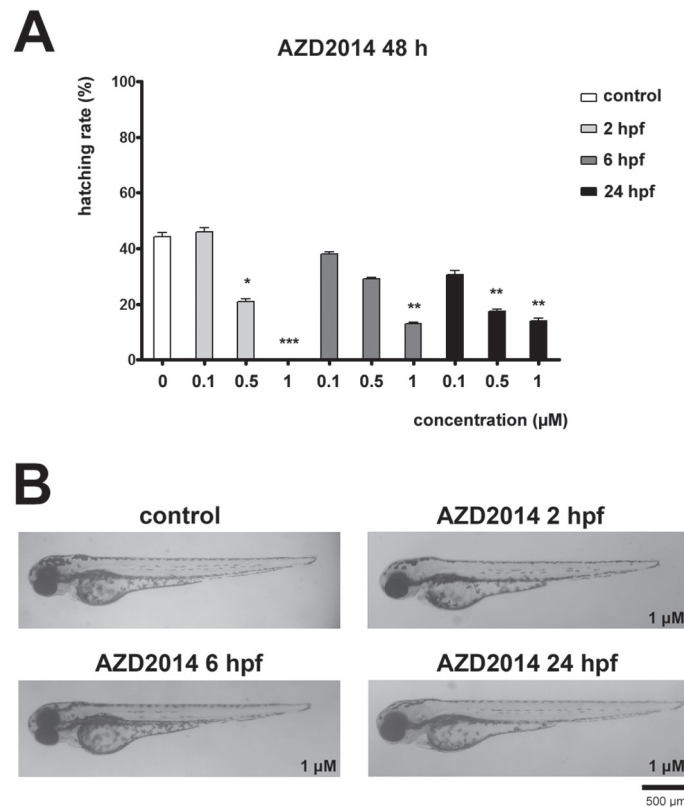 A
AZD2014 48 h
hatching rate (%)
100
80
60
40
20
0
control
2 hpf
6 hpf
24 hpf
*
***
**
**
**
0 0.1 0.5 1 0.1 0.5 1 0.1 0.5 1
concentration (µM)
B
control
AZD2014 2 hpf
1 µM
AZD2014 6 hpf
AZD2014 24 hpf
1 µM
1 µM
500 µm